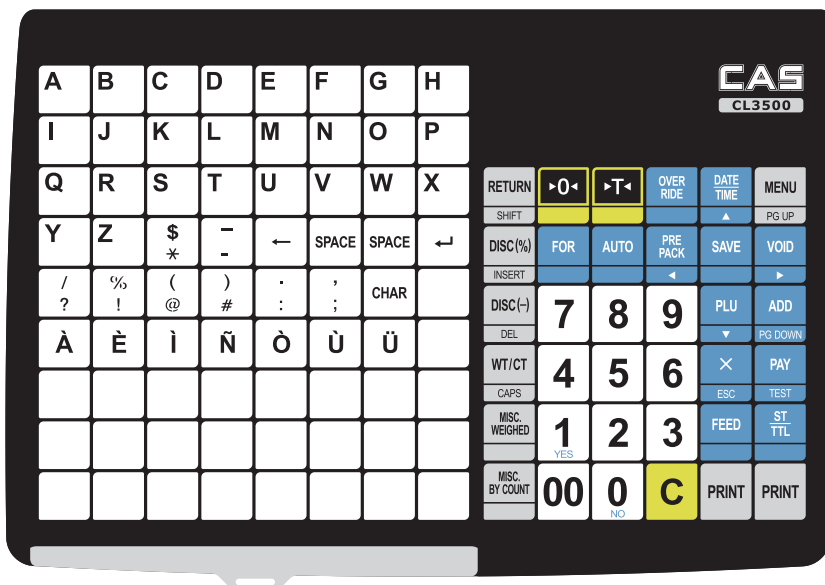 CAS
CL3500
A B C D E F G H
I J K L M N O P
Q R S T U V W X
Y Z $ * – - ← SPACE SPACE ↵
/ ? % ! ( @ ) # . : , ; CHAR
À È Ì Ñ Ò Ù Ü
RETURN ▸0◂ ▸T◂ OVER RIDE DATE TIME MENU
SHIFT ▲ PG UP
DISC(%) FOR AUTO PRE PACK SAVE VOID
INSERT ◀ ▶
DISC(–) 7 8 9 PLU ADD
DEL ▼ PG DOWN
WT/CT 4 5 6 × PAY
CAPS ESC TEST
MISC. WEIGHED 1 2 3 FEED ST TTL
YES
MISC. BY COUNT 00 0 C PRINT PRINT
NO